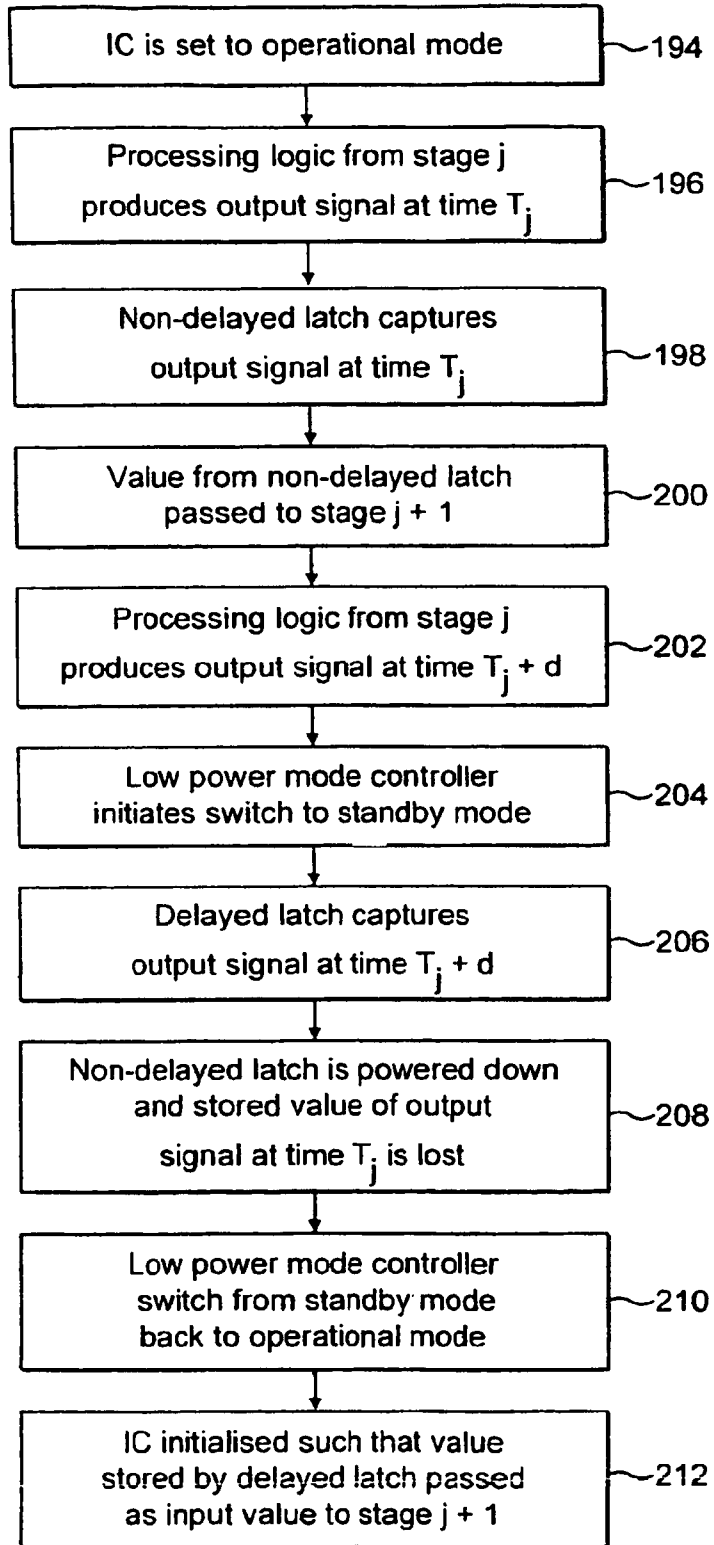 IC is set to operational mode
194
Processing logic from stage j
produces output signal at time Tj
196
Non-delayed latch captures
output signal at time Tj
198
Value from non-delayed latch
passed to stage j + 1
200
Processing logic from stage j
produces output signal at time Tj + d
202
Low power mode controller
initiates switch to standby mode
204
Delayed latch captures
output signal at time Tj + d
206
Non-delayed latch is powered down
and stored value of output
signal at time Tj is lost
208
Low power mode controller
switch from standby mode
back to operational mode
210
IC initialised such that value
stored by delayed latch passed
as input value to stage j + 1
212